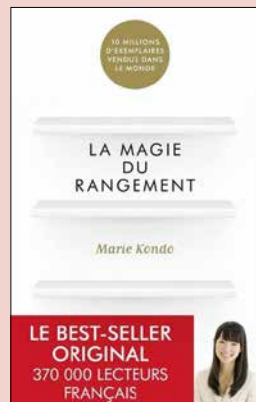 10 MILLIONS
D'EXEMPLAIRES
VENDUS DANS
LE MONDE
LA MAGIE
DU
RANGEMENT
Marie Kondo
LE BEST-SELLER
ORIGINAL
370 000 LECTEURS
FRANÇAIS